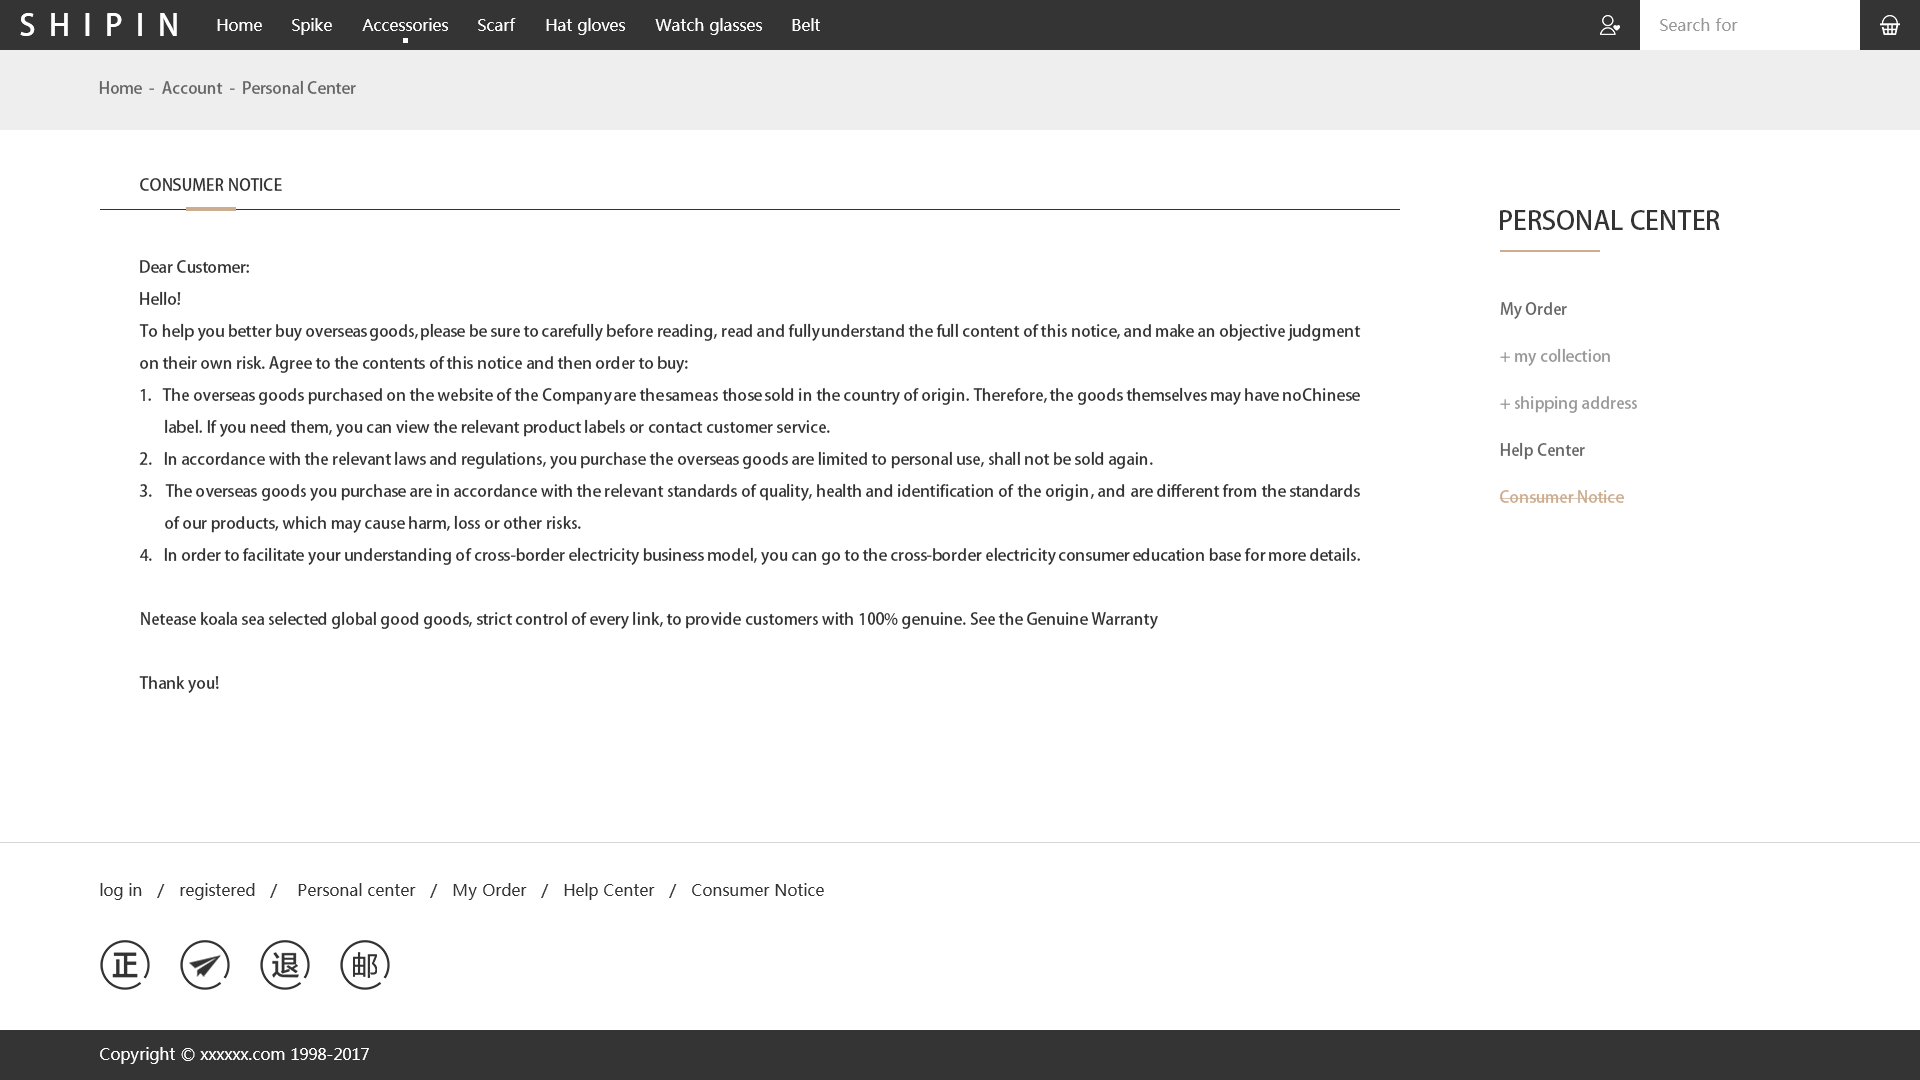 SHIPIN Home Spike Accessories Scarf Hat gloves Watch glasses Belt Search for
Home - Account - Personal Center
CONSUMER NOTICE
Dear Customer:
Hello!
To help you better buy overseas goods, please be sure to carefully before reading, read and fully understand the full content of this notice, and make an objective judgment
on their own risk. Agree to the contents of this notice and then order to buy:
1. The overseas goods purchased on the website of the Company are the same as those sold in the country of origin. Therefore, the goods themselves may have no Chinese
label. If you need them, you can view the relevant product labels or contact customer service.
2. In accordance with the relevant laws and regulations, you purchase the overseas goods are limited to personal use, shall not be sold again.
3. The overseas goods you purchase are in accordance with the relevant standards of quality, health and identification of the origin, and are different from the standards
of our products, which may cause harm, loss or other risks.
4. In order to facilitate your understanding of cross-border electricity business model, you can go to the cross-border electricity consumer education base for more details.
Netease koala sea selected global good goods, strict control of every link, to provide customers with 100% genuine. See the Genuine Warranty
Thank you!
PERSONAL CENTER
My Order
+ my collection
+ shipping address
Help Center
Consumer Notice
log in / registered / Personal center / My Order / Help Center / Consumer Notice
正 退 邮
Copyright © xxxxxx.com 1998-2017